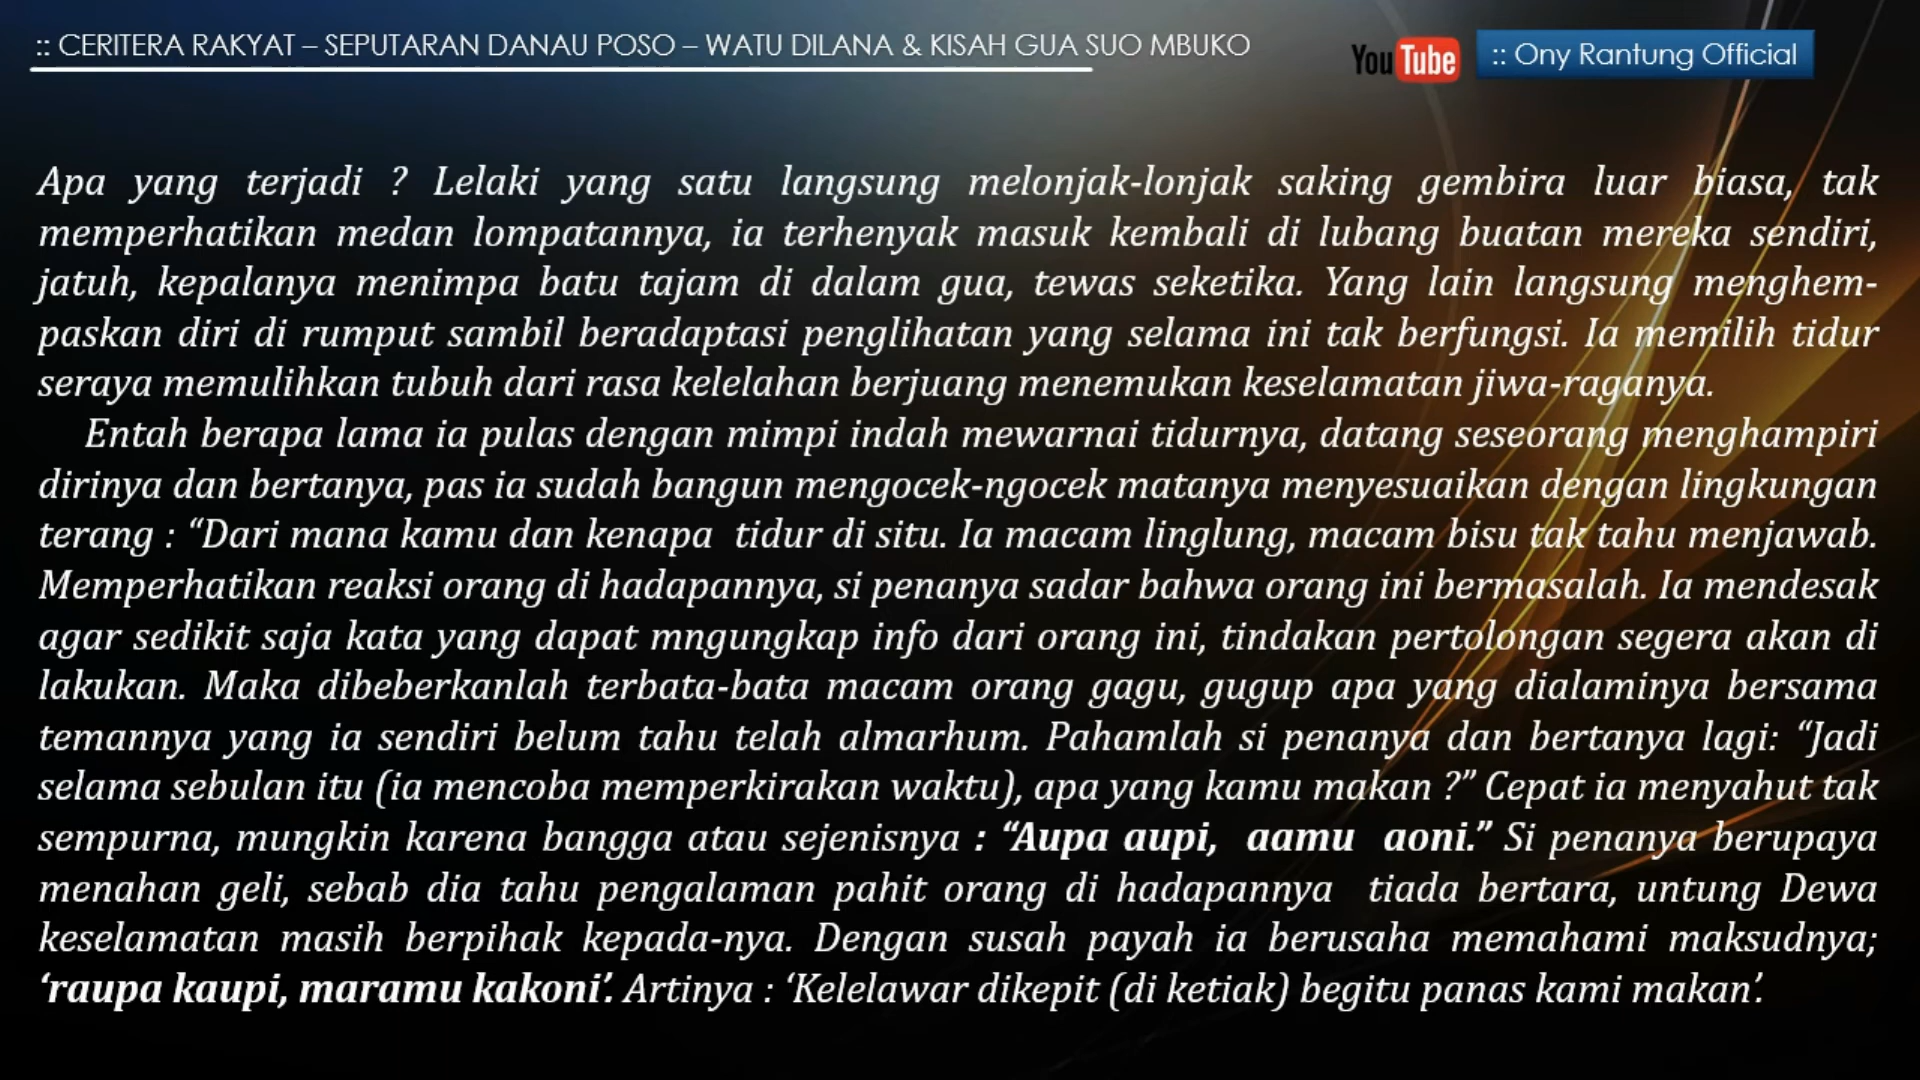 :: CERITERA RAKYAT – SEPUTARAN DANAU POSO – WATU DILANA & KISAH GUA SUO MBUKO
YouTube :: Ony Rantung Official
Apa yang terjadi ? Lelaki yang satu langsung melonjak-lonjak saking gembira luar biasa, tak
memperhatikan medan lompatannya, ia terhenyak masuk kembali di lubang buatan mereka sendiri,
jatuh, kepalanya menimpa batu tajam di dalam gua, tewas seketika. Yang lain langsung menghem-
paskan diri di rumput sambil beradaptasi penglihatan yang selama ini tak berfungsi. Ia memilih tidur
seraya memulihkan tubuh dari rasa kelelahan berjuang menemukan keselamatan jiwa-raganya.
Entah berapa lama ia pulas dengan mimpi indah mewarnai tidurnya, datang seseorang menghampiri
dirinya dan bertanya, pas ia sudah bangun mengocek-ngocek matanya menyesuaikan dengan lingkungan
terang : “Dari mana kamu dan kenapa  tidur di situ. Ia macam linglung, macam bisu tak tahu menjawab.
Memperhatikan reaksi orang di hadapannya, si penanya sadar bahwa orang ini bermasalah. Ia mendesak
agar sedikit saja kata yang dapat mngungkap info dari orang ini, tindakan pertolongan segera akan di
lakukan. Maka dibeberkanlah terbata-bata macam orang gagu, gugup apa yang dialaminya bersama
temannya yang ia sendiri belum tahu telah almarhum. Pahamlah si penanya dan bertanya lagi: “Jadi
selama sebulan itu (ia mencoba memperkirakan waktu), apa yang kamu makan ?” Cepat ia menyahut tak
sempurna, mungkin karena bangga atau sejenisnya : “Aupa aupi,  aamu  aoni.” Si penanya berupaya
menahan geli, sebab dia tahu pengalaman pahit orang di hadapannya  tiada bertara, untung Dewa
keselamatan masih berpihak kepada-nya. Dengan susah payah ia berusaha memahami maksudnya;
‘raupa kaupi, maramu kakoni’. Artinya : ‘Kelelawar dikepit (di ketiak) begitu panas kami makan’.